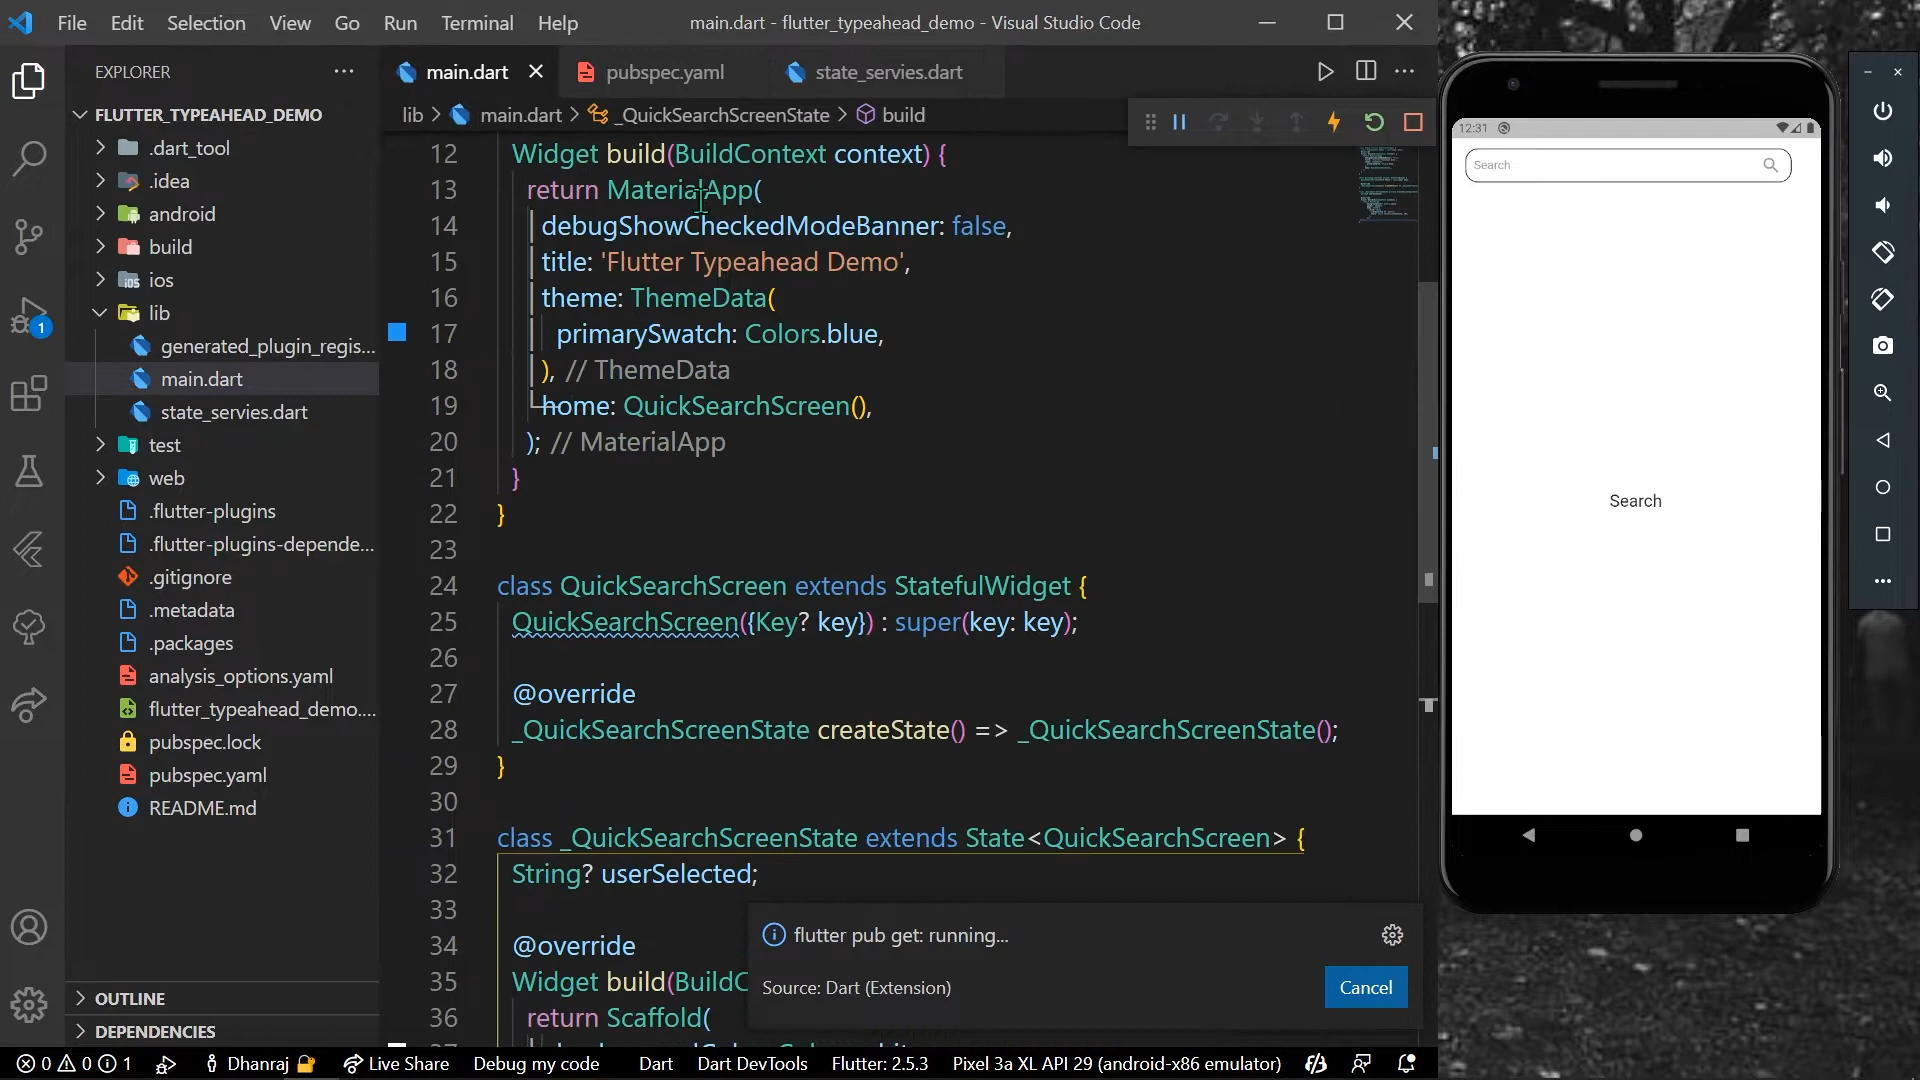 File Edit Selection View Go Run Terminal Help main.dart - flutter_typeahead_demo - Visual Studio Code
EXPLORER
FLUTTER_TYPEAHEAD_DEMO
.dart_tool
.idea
android
build
ios
lib
generated_plugin_regis...
main.dart
state_servies.dart
test
web
.flutter-plugins
.flutter-plugins-depende...
.gitignore
.metadata
.packages
analysis_options.yaml
flutter_typeahead_demo....
pubspec.lock
pubspec.yaml
README.md
OUTLINE
DEPENDENCIES
1
main.dart pubspec.yaml state_servies.dart
lib > main.dart > _QuickSearchScreenState > build
12 Widget build(BuildContext context) {
13 return MaterialApp(
14 debugShowCheckedModeBanner: false,
15 title: 'Flutter Typeahead Demo',
16 theme: ThemeData(
17 primarySwatch: Colors.blue,
18 ), // ThemeData
19 home: QuickSearchScreen(),
20 ); // MaterialApp
21 }
22 }
23
24 class QuickSearchScreen extends StatefulWidget {
25 QuickSearchScreen({Key? key}) : super(key: key);
26
27 @override
28 _QuickSearchScreenState createState() => _QuickSearchScreenState();
29 }
30
31 class _QuickSearchScreenState extends State<QuickSearchScreen> {
32 String? userSelected;
33
34 @override
35 Widget build(BuildC
36 return Scaffold(
flutter pub get: running...
Source: Dart (Extension)
Cancel
0 0 1 Dhanraj Live Share Debug my code Dart Dart DevTools Flutter: 2.5.3 Pixel 3a XL API 29 (android-x86 emulator)
12:31
Search
Search